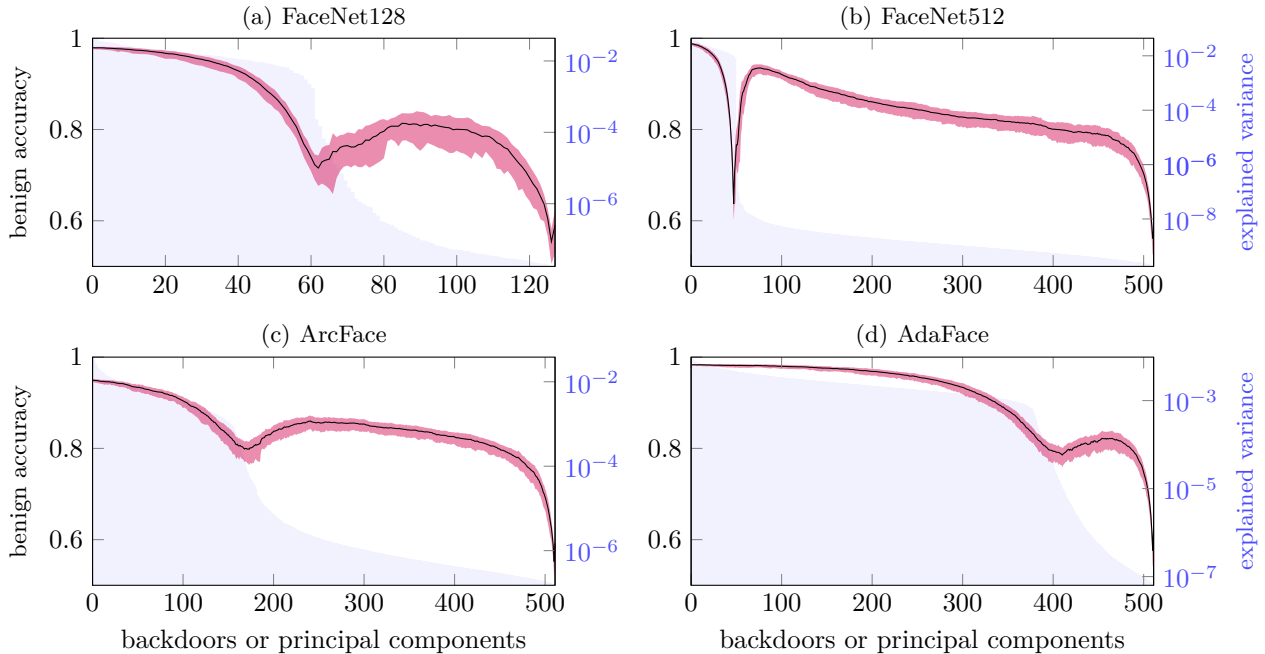 (a) FaceNet128
(b) FaceNet512
1
0.8
0.6
benign accuracy
10^−2
10^−4
10^−6
0 20 40 60 80 100 120
1
0.8
0.6
10^−2
10^−4
10^−6
10^−8
explained variance
0 100 200 300 400 500
(c) ArcFace
(d) AdaFace
1
0.8
0.6
benign accuracy
10^−2
10^−4
10^−6
0 100 200 300 400 500
backdoors or principal components
1
0.8
0.6
10^−3
10^−5
10^−7
explained variance
0 100 200 300 400 500
backdoors or principal components